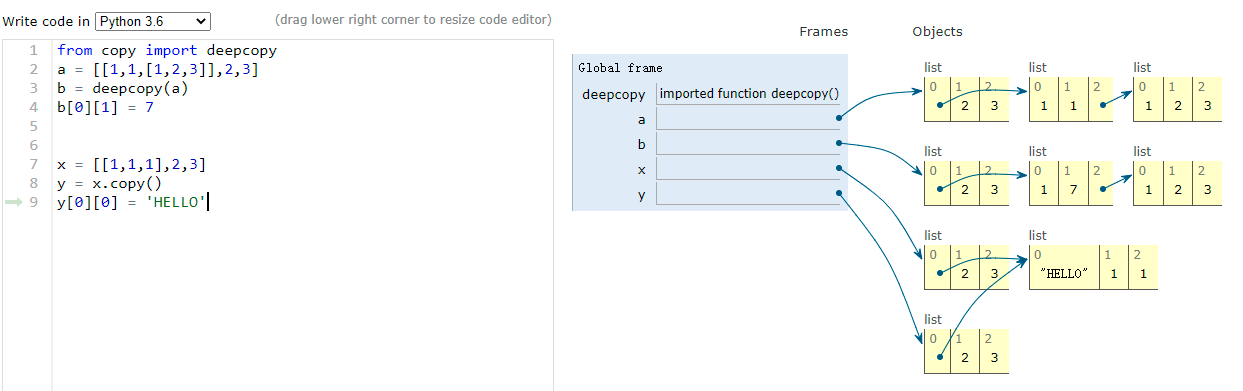 Write code in Python 3.6
(drag lower right corner to resize code editor)
1 from copy import deepcopy
2 a = [[1,1,[1,2,3]],2,3]
3 b = deepcopy(a)
4 b[0][1] = 7
5
6
7 x = [[1,1,1],2,3]
8 y = x.copy()
9 y[0][0] = 'HELLO'
Frames Objects
Global frame
deepcopy imported function deepcopy()
a
b
x
y
list list list
0 1 2 0 1 2 0 1 2
2 3 1 1 1 2 3
list list list
0 1 2 0 1 2 0 1 2
2 3 1 7 1 2 3
list list
0 1 2 0 1 2
2 3 "HELLO" 1 1
list
0 1 2
2 3